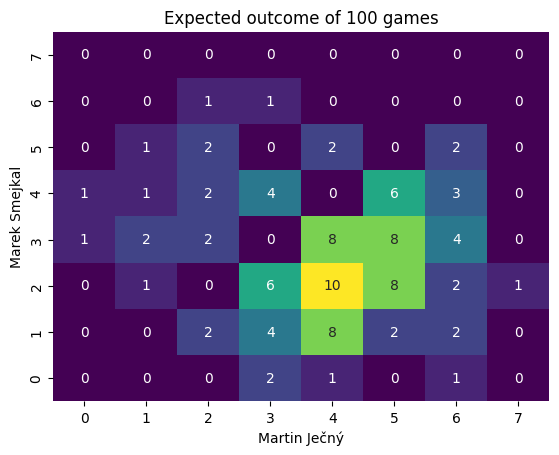 Expected outcome of 100 games
7 0 0 0 0 0 0 0 0
6 0 0 1 1 0 0 0 0
5 0 1 2 0 2 0 2 0
4 1 1 2 4 0 6 3 0
Marek Smejkal
3 1 2 2 0 8 8 4 0
2 0 1 0 6 10 8 2 1
1 0 0 2 4 8 2 2 0
0 0 0 0 2 1 0 1 0
0 1 2 3 4 5 6 7
Martin Ječný